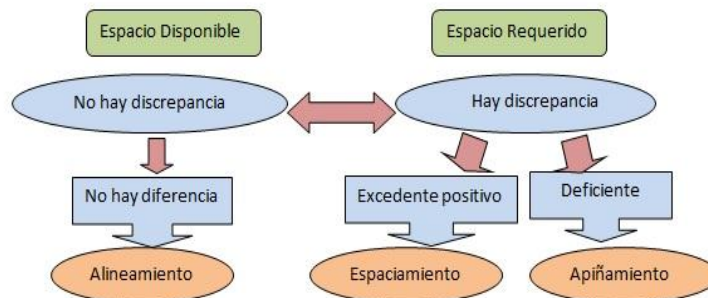 Espacio Disponible
Espacio Requerido
No hay discrepancia
Hay discrepancia
No hay diferencia
Excedente positivo
Deficiente
Alineamiento
Espaciamiento
Apiñamiento